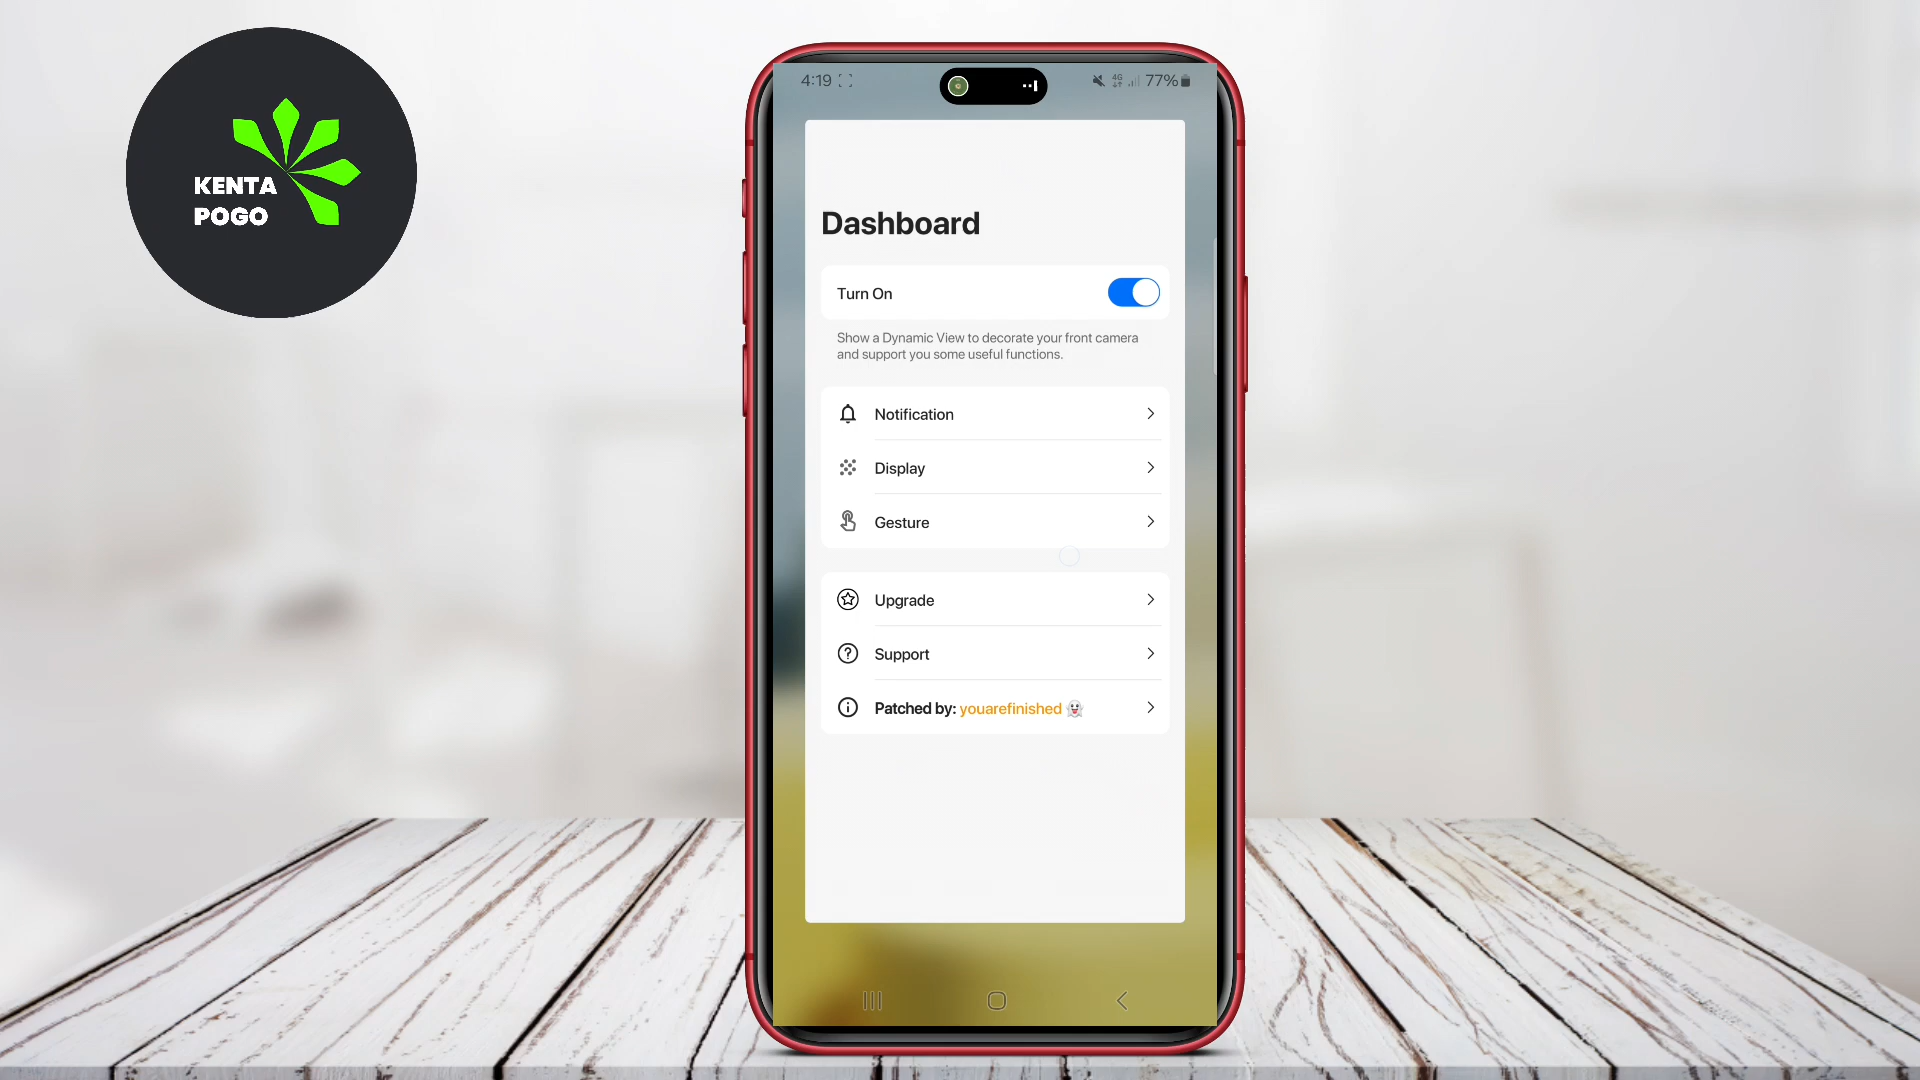 KENTA
POGO
4:19
4G
77%
Dashboard
Turn On
Show a Dynamic View to decorate your front camera
and support you some useful functions.
Notification
Display
Gesture
Upgrade
Support
Patched by: youarefinished 👻